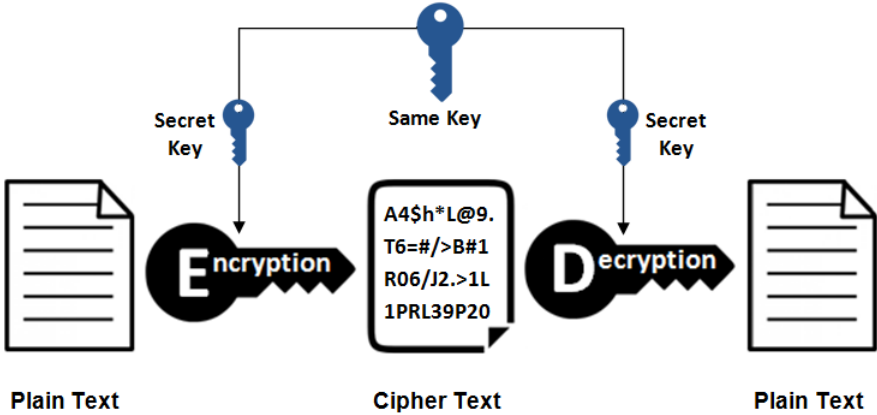 Same Key
Secret
Key
Secret
Key
Encryption
A4$h*L@9.
T6=#/>B#1
R06/J2.>1L
1PRL39P20
Decryption
Plain Text
Cipher Text
Plain Text